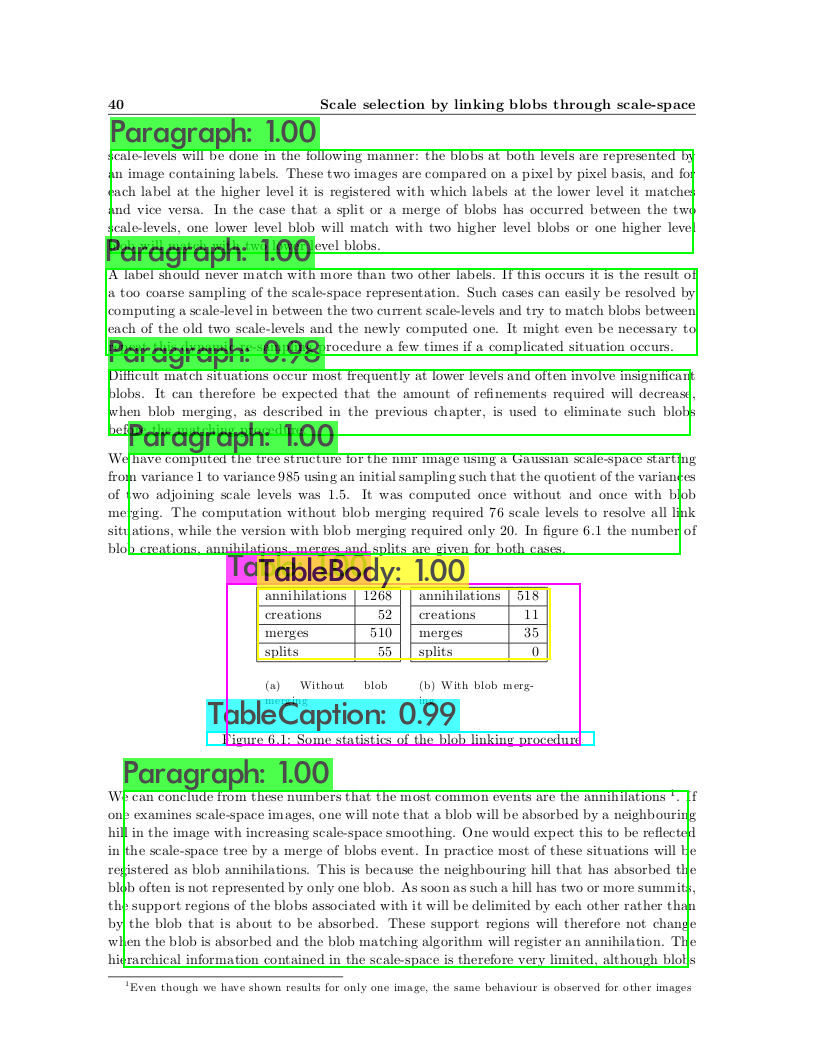 40 Scale selection by linking blobs through scale-space
Paragraph: 1.00
scale-levels will be done in the following manner: the blobs at both levels are represented by
an image containing labels. These two images are compared on a pixel by pixel basis, and for
each label at the higher level it is registered with which labels at the lower level it matches
and vice versa. In the case that a split or a merge of blobs has occurred between the two
scale-levels, one lower level blob will match with two higher level blobs or one higher level
blob will match with two lower level blobs.
Paragraph: 1.00
A label should never match with more than two other labels. If this occurs it is the result of
a too coarse sampling of the scale-space representation. Such cases can easily be resolved by
computing a scale-level in between the two current scale-levels and try to match blobs between
each of the old two scale-levels and the newly computed one. It might even be necessary to
repeat this dynamic re-sampling procedure a few times if a complicated situation occurs.
Paragraph: 0.98
Difficult match situations occur most frequently at lower levels and often involve insignificant
blobs. It can therefore be expected that the amount of refinements required will decrease,
when blob merging, as described in the previous chapter, is used to eliminate such blobs
before the matching procedure.
Paragraph: 1.00
We have computed the tree structure for the nmr image using a Gaussian scale-space starting
from variance 1 to variance 985 using an initial sampling such that the quotient of the variances
of two adjoining scale levels was 1.5. It was computed once without and once with blob
merging. The computation without blob merging required 76 scale levels to resolve all link
situations, while the version with blob merging required only 20. In figure 6.1 the number of
blob creations, annihilations, merges and splits are given for both cases.
TableBody: 1.00
annihilations 1268 annihilations 518
creations 52 creations 11
merges 510 merges 35
splits 55 splits 0
(a) Without blob (b) With blob merg-
merging ing
TableCaption: 0.99
Figure 6.1: Some statistics of the blob linking procedure
Paragraph: 1.00
We can conclude from these numbers that the most common events are the annihilations 1. If
one examines scale-space images, one will note that a blob will be absorbed by a neighbouring
hill in the image with increasing scale-space smoothing. One would expect this to be reflected
in the scale-space tree by a merge of blobs event. In practice most of these situations will be
registered as blob annihilations. This is because the neighbouring hill that has absorbed the
blob often is not represented by only one blob. As soon as such a hill has two or more summits,
the support regions of the blobs associated with it will be delimited by each other rather than
by the blob that is about to be absorbed. These support regions will therefore not change
when the blob is absorbed and the blob matching algorithm will register an annihilation. The
hierarchical information contained in the scale-space is therefore very limited, although blobs
1Even though we have shown results for only one image, the same behaviour is observed for other images